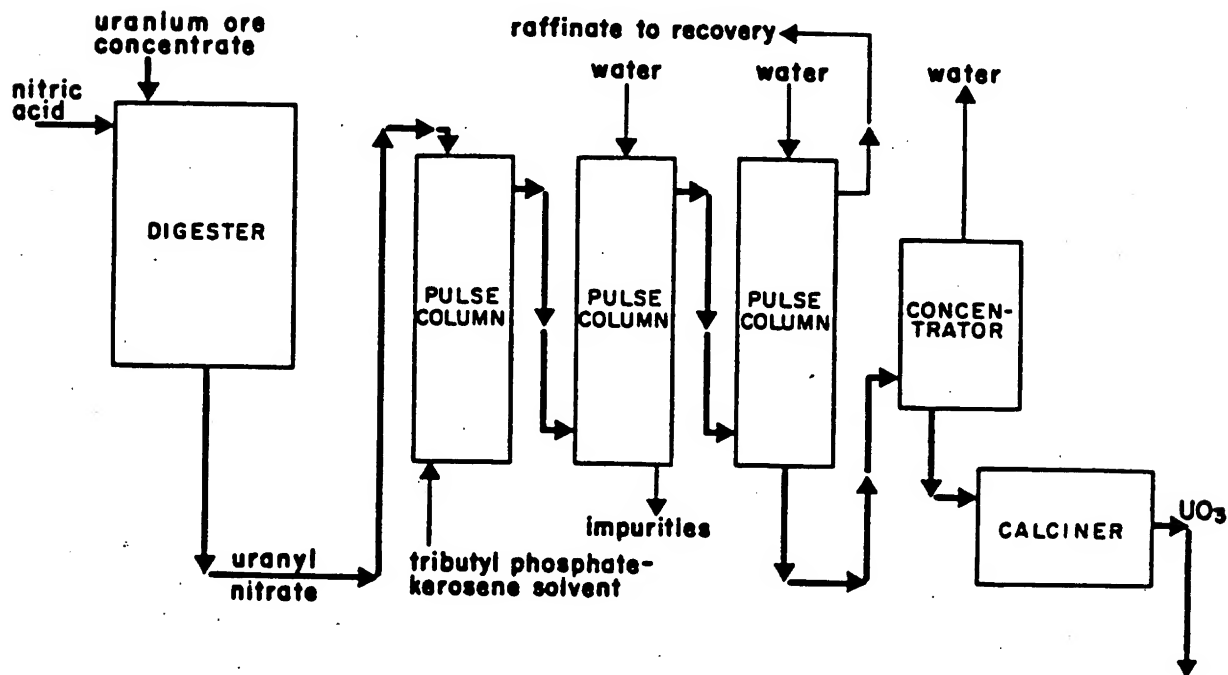 uranium ore
concentrate
nitric
acid
DIGESTER
uranyl
nitrate
PULSE
COLUMN
tributyl phosphate-
kerosene solvent
water
PULSE
COLUMN
impurities
raffinate to recovery
water
PULSE
COLUMN
water
CONCEN-
TRATOR
CALCINER
UO₃